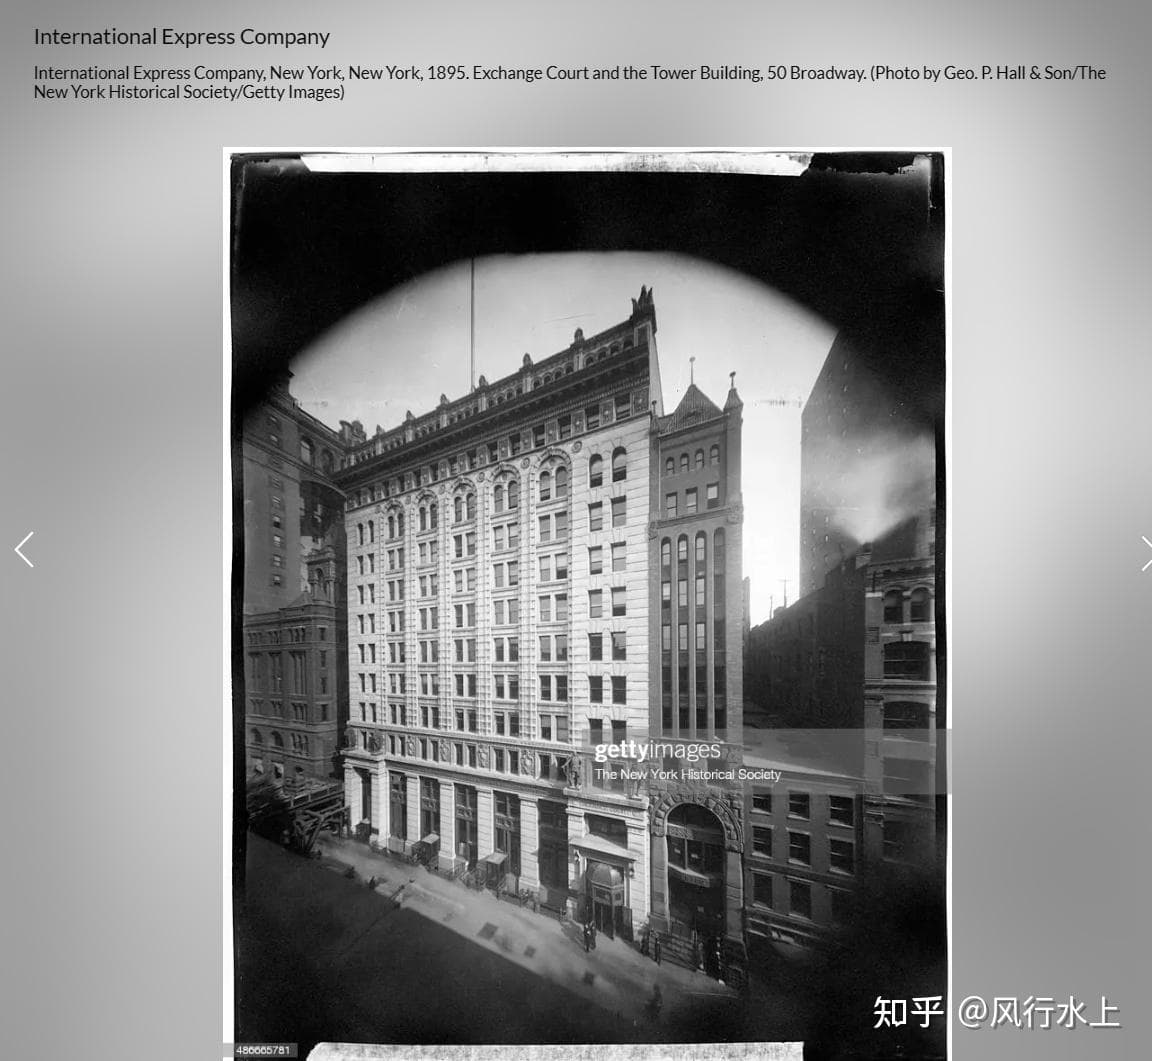 International Express Company
International Express Company, New York, New York, 1895. Exchange Court and the Tower Building, 50 Broadway. (Photo by Geo. P. Hall & Son/The
New York Historical Society/Getty Images)
gettyimages
The New York Historical Society
知乎 @风行水上
486665781